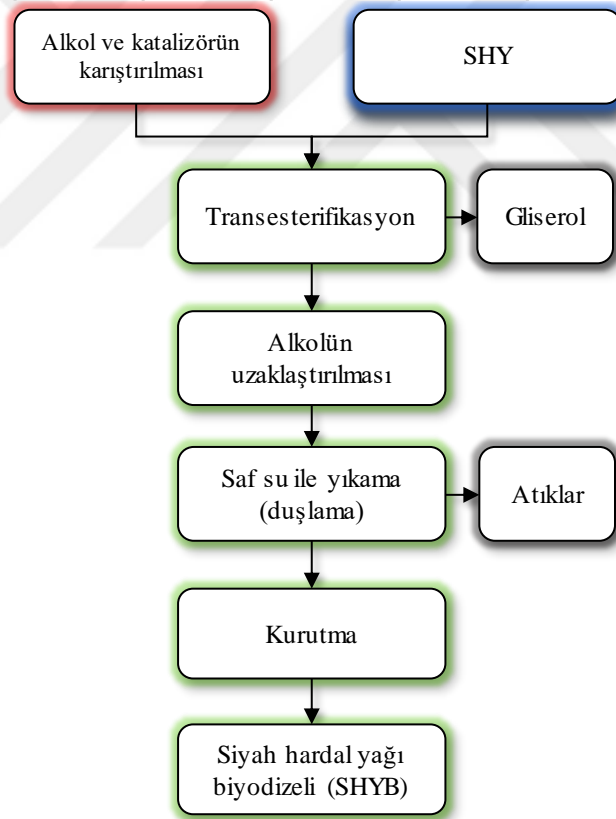 Alkol ve katalizörün
karıştırılması
SHY
Transesterifikasyon
Gliserol
Alkolün
uzaklaştırılması
Saf su ile yıkama
(duşlama)
Atıklar
Kurutma
Siyah hardal yağı
biyodizeli (SHYB)